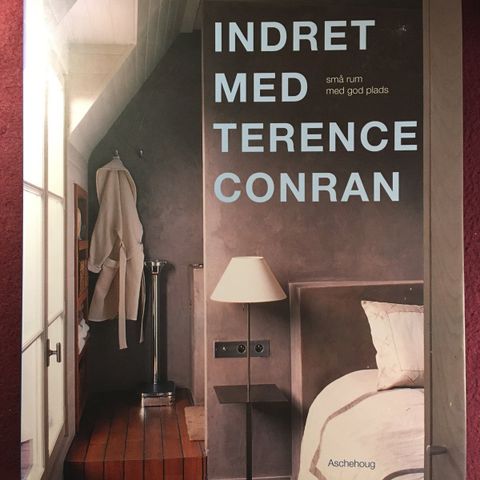 INDRET
MED
små rum
med god plads
TERENCE
CONRAN
Aschehoug